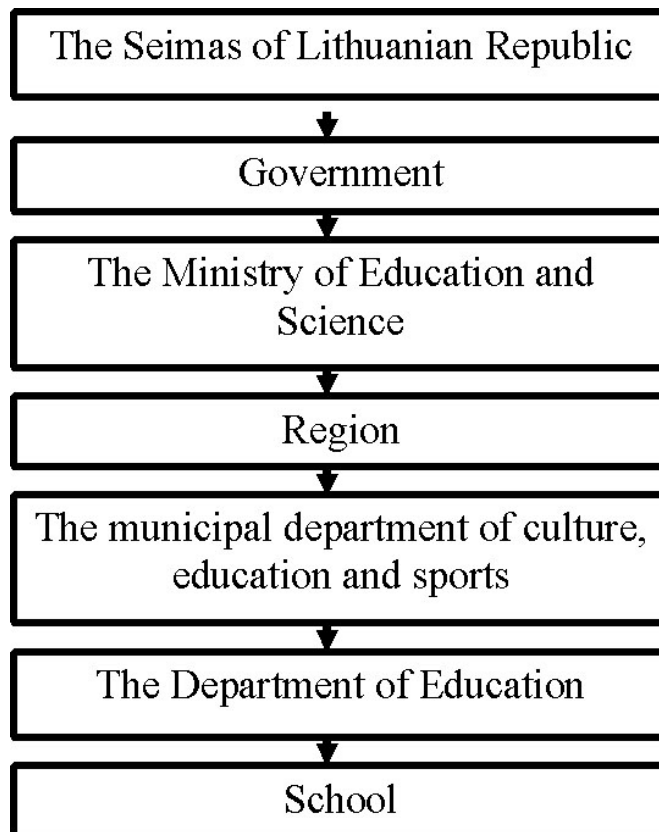 The Seimas of Lithuanian Republic
Government
The Ministry of Education and
Science
Region
The municipal department of culture,
education and sports
The Department of Education
School